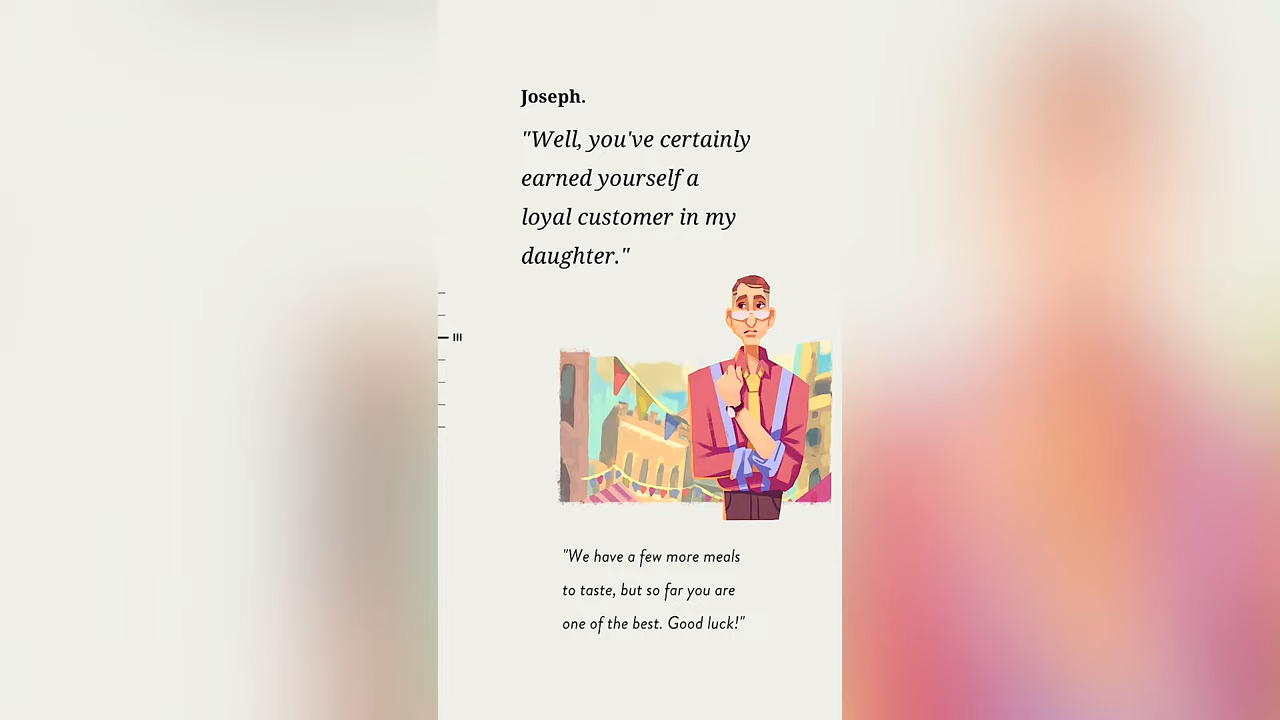 Joseph.
"Well, you've certainly
earned yourself a
loyal customer in my
daughter."
III
"We have a few more meals
to taste, but so far you are
one of the best. Good luck!"